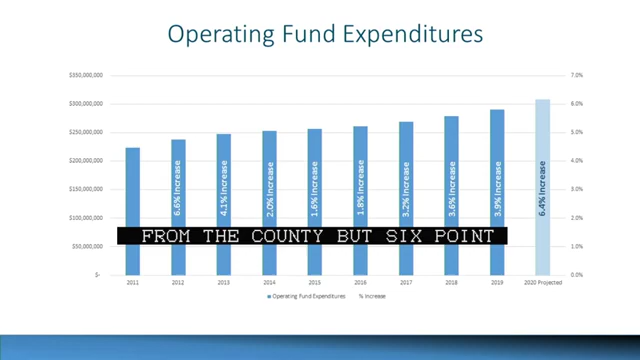 Operating Fund Expenditures
$350,000,000
$300,000,000
$250,000,000
$200,000,000
$150,000,000
$100,000,000
$50,000,000
$-
7.0%
6.0%
5.0%
4.0%
3.0%
2.0%
1.0%
0.0%
6.6% Increase
4.1% Increase
2.0% Increase
1.6% Increase
1.8% Increase
3.2% Increase
3.6% Increase
3.9% Increase
6.4% Increase
FROM THE COUNTY BUT SIX POINT
2011 2012 2013 2014 2015 2016 2017 2018 2019 2020 Projected
Operating Fund Expenditures % Increase